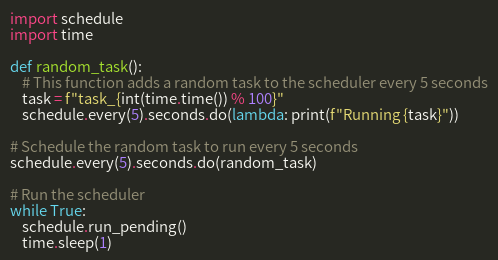 import schedule
import time

def random_task():
    # This function adds a random task to the scheduler every 5 seconds
    task = f"task_{int(time.time()) % 100}"
    schedule.every(5).seconds.do(lambda: print(f"Running {task}"))

# Schedule the random task to run every 5 seconds
schedule.every(5).seconds.do(random_task)

# Run the scheduler
while True:
    schedule.run_pending()
    time.sleep(1)